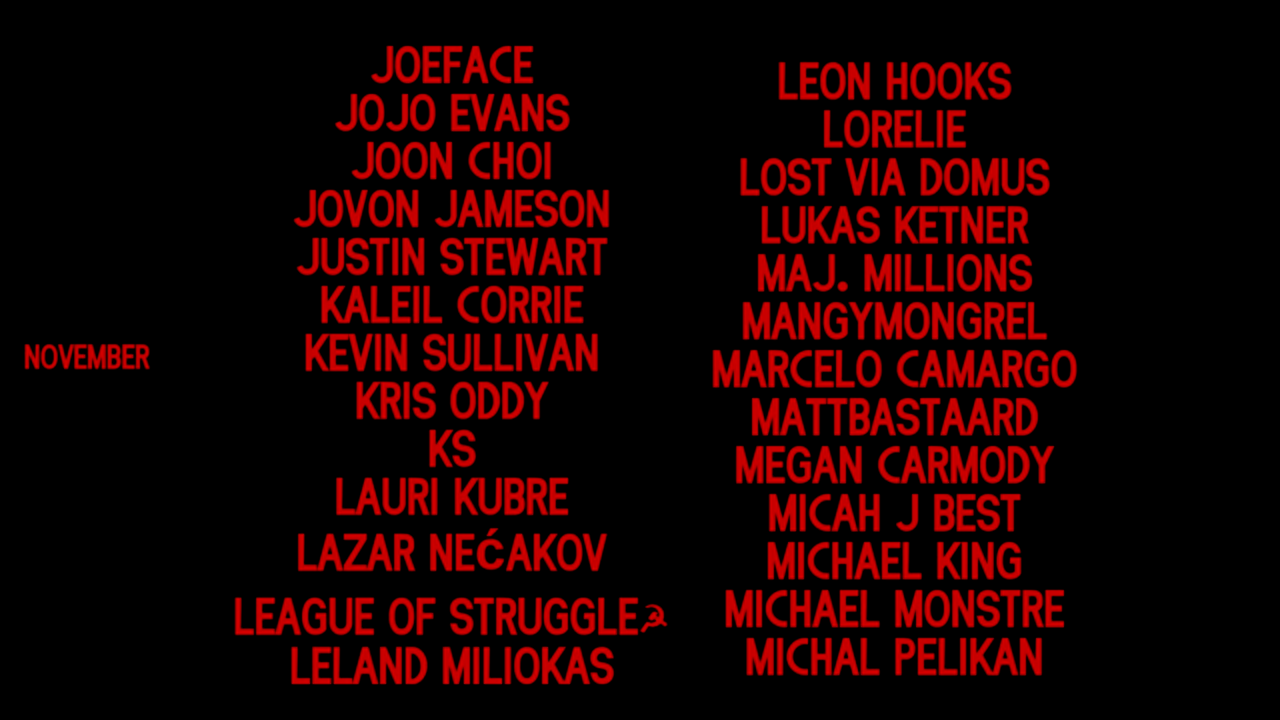 NOVEMBER
JOEFACE
JOJO EVANS
JOON CHOI
JOVON JAMESON
JUSTIN STEWART
KALEIL CORRIE
KEVIN SULLIVAN
KRIS ODDY
KS
LAURI KUBRE
LAZAR NEĆAKOV
LEAGUE OF STRUGGLE☭
LELAND MILIOKAS
LEON HOOKS
LORELIE
LOST VIA DOMUS
LUKAS KETNER
MAJ. MILLIONS
MANGYMONGREL
MARCELO CAMARGO
MATTBASTAARD
MEGAN CARMODY
MICAH J BEST
MICHAEL KING
MICHAEL MONSTRE
MICHAL PELIKAN